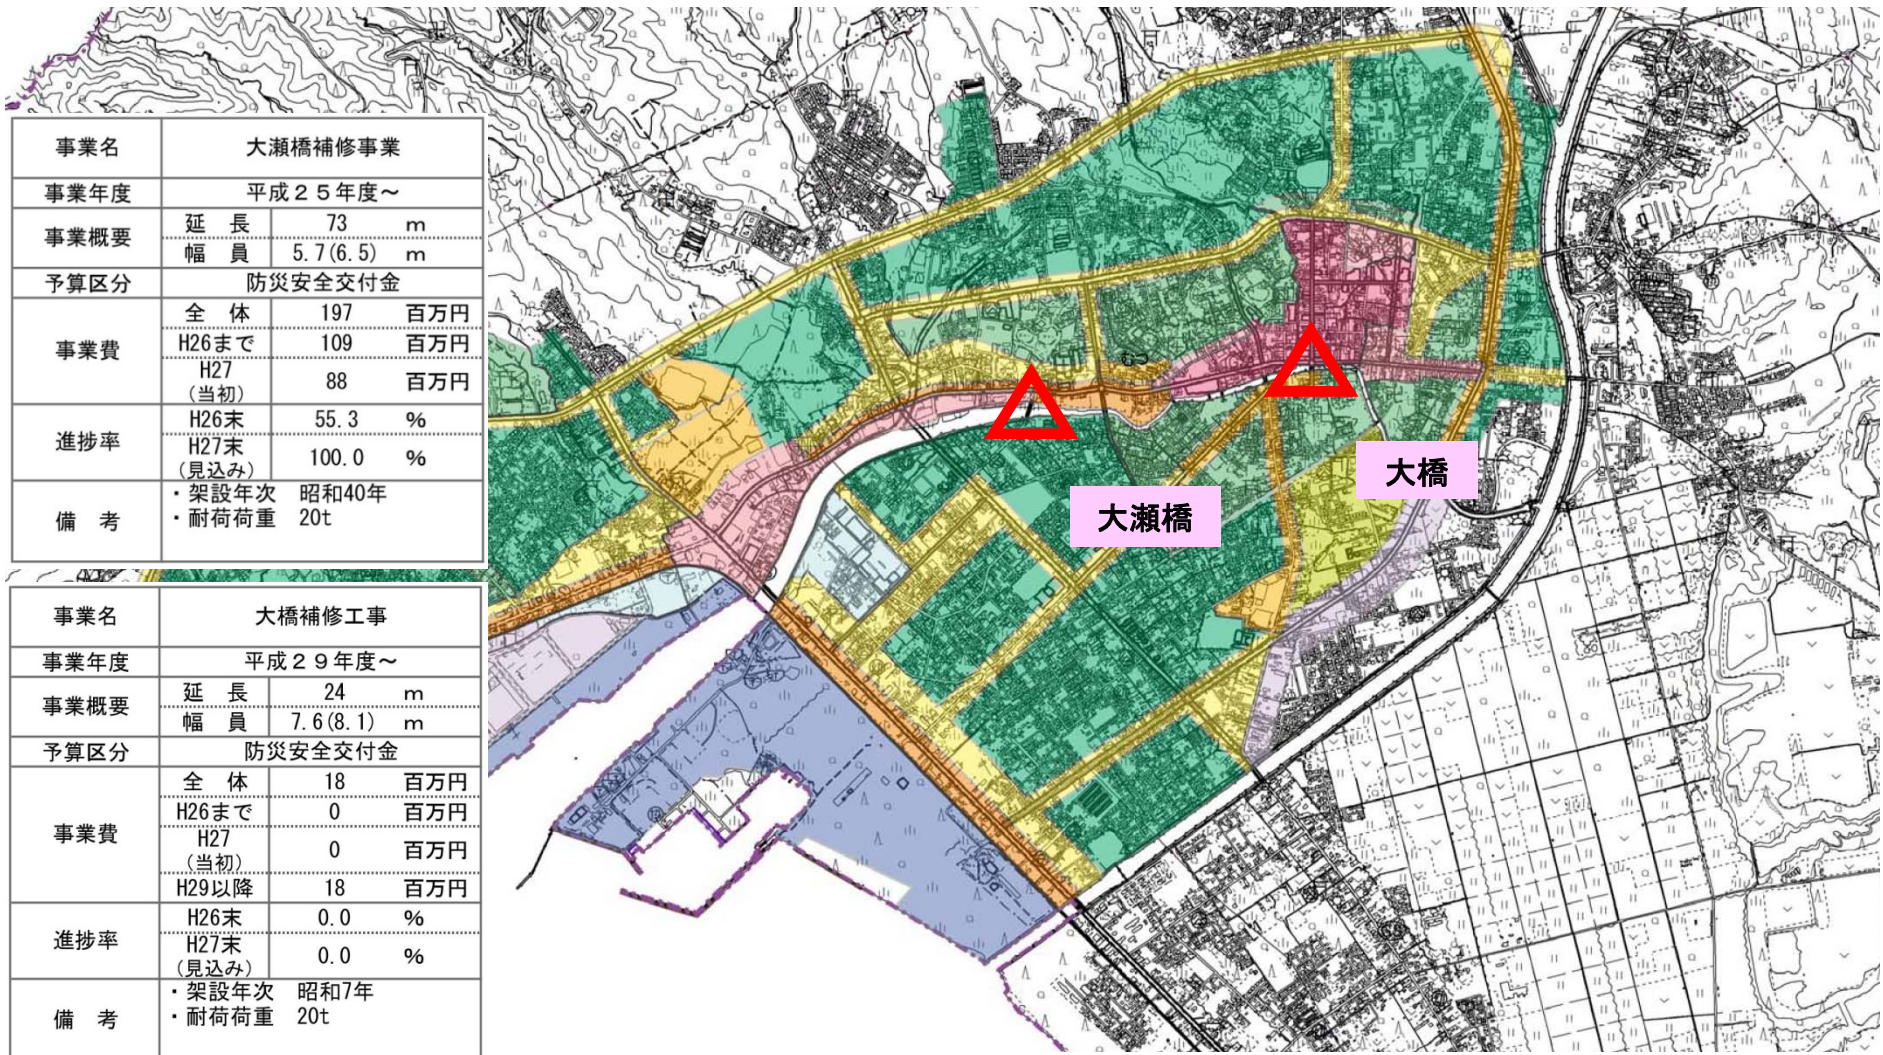 事業名 大瀬橋補修事業
事業年度 平成２５年度～
事業概要 延　長 73 ｍ
幅　員 5.7(6.5) ｍ
予算区分 防災安全交付金
事業費 全　体 197 百万円
H26まで 109 百万円
H27
(当初) 88 百万円
進捗率 H26末 55.3 %
H27末
(見込み) 100.0 %
備　考 ・架設年次　昭和40年
・耐荷荷重　20t
事業名 大橋補修工事
事業年度 平成２９年度～
事業概要 延　長 24 ｍ
幅　員 7.6(8.1) ｍ
予算区分 防災安全交付金
事業費 全　体 18 百万円
H26まで 0 百万円
H27
(当初) 0 百万円
H29以降 18 百万円
進捗率 H26末 0.0 %
H27末
(見込み) 0.0 %
備　考 ・架設年次　昭和7年
・耐荷荷重　20t
大橋
大瀬橋